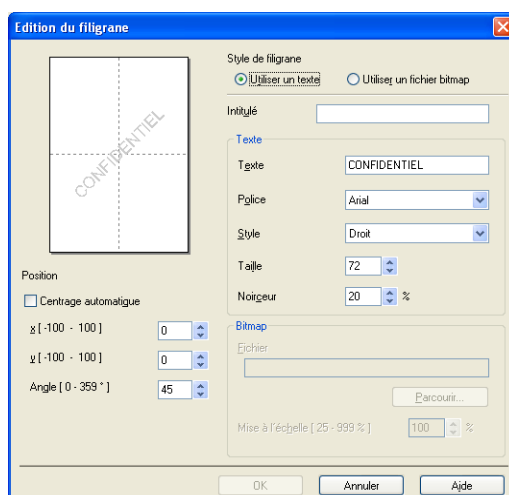 Edition du filigrane
CONFIDENTIEL
Style de filigrane
Utiliser un texte
Utiliser un fichier bitmap
Intitulé
Texte
Texte CONFIDENTIEL
Police Arial
Style Droit
Taille 72
Noirceur 20 %
Position
Centrage automatique
x [ -100 - 100 ] 0
y [ -100 - 100 ] 0
Angle [ 0 - 359 ° ] 45
Bitmap
Fichier
Parcourir...
Mise à l'échelle [ 25 - 999 % ] 100 %
OK Annuler Aide